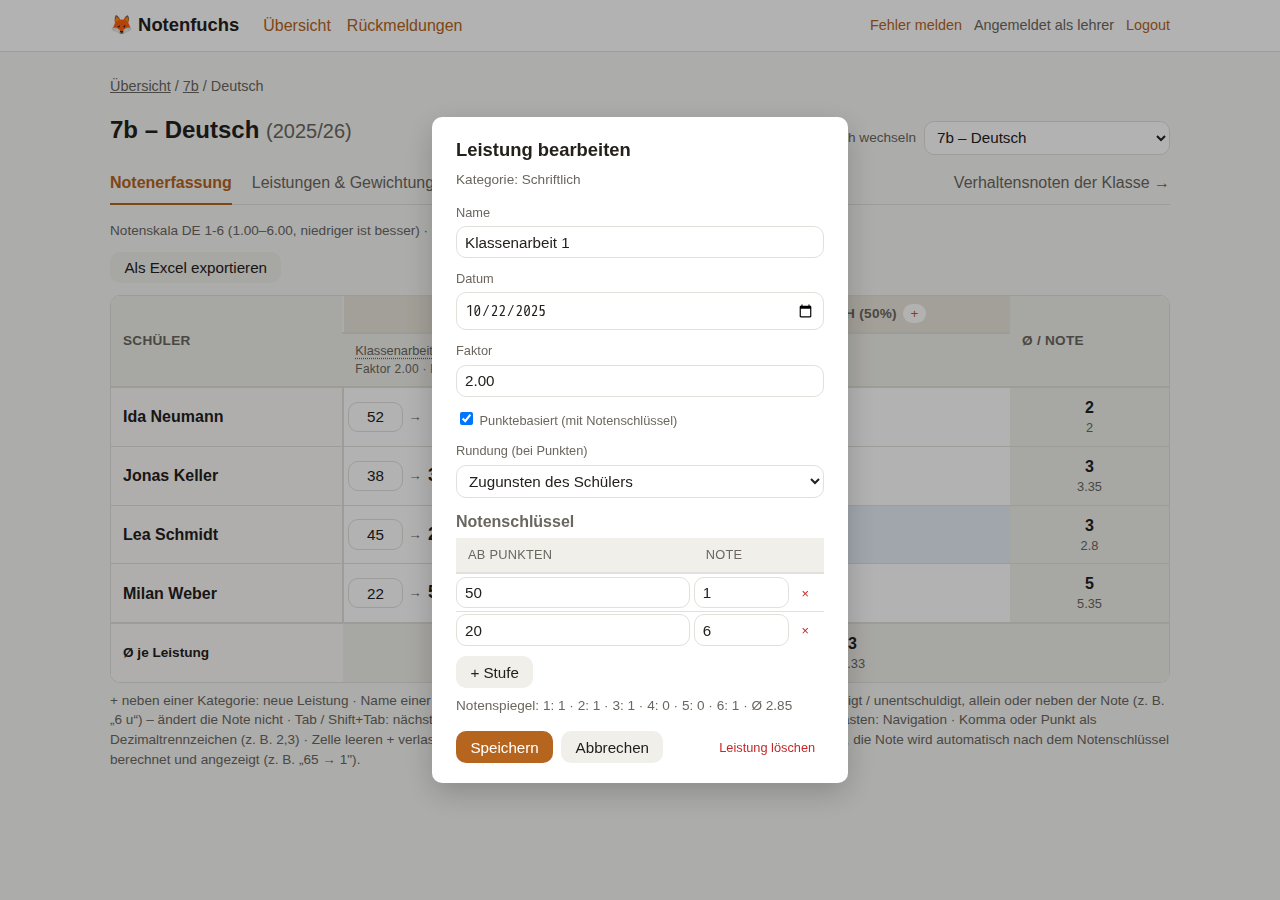 🦊 Notenfuchs Übersicht Rückmeldungen Fehler melden Angemeldet als lehrer Logout
Übersicht / 7b / Deutsch
7b – Deutsch (2025/26) wechseln 7b – Deutsch
Notenerfassung Leistungen & Gewichtung Verhaltensnoten der Klasse →
Notenskala DE 1-6 (1.00–6.00, niedriger ist besser) ·
Als Excel exportieren
SCHÜLER (50%) + Ø / NOTE
Klassenarbeit
Faktor 2.00 ·
Ida Neumann 52 → 2
2
Jonas Keller 38 → 3
3.35
Lea Schmidt 45 → 3
2.8
Milan Weber 22 → 5
5.35
Ø je Leistung 3
.33
+ neben einer Kategorie: neue Leistung · Name einer / unentschuldigt, allein oder neben der Note (z. B.
„6 u“) – ändert die Note nicht · Tab / Shift+Tab: Navigation · Komma oder Punkt als
Dezimaltrennzeichen (z. B. 2,3) · Zelle leeren + die Note wird automatisch nach dem Notenschlüssel
berechnet und angezeigt (z. B. „65 → 1“).
Leistung bearbeiten
Kategorie: Schriftlich
Name
Klassenarbeit 1
Datum
10/22/2025
Faktor
2.00
Punktebasiert (mit Notenschlüssel)
Rundung (bei Punkten)
Zugunsten des Schülers
Notenschlüssel
AB PUNKTEN NOTE
50 1 ×
20 6 ×
+ Stufe
Notenspiegel: 1: 1 · 2: 1 · 3: 1 · 4: 0 · 5: 0 · 6: 1 · Ø 2.85
Speichern Abbrechen Leistung löschen